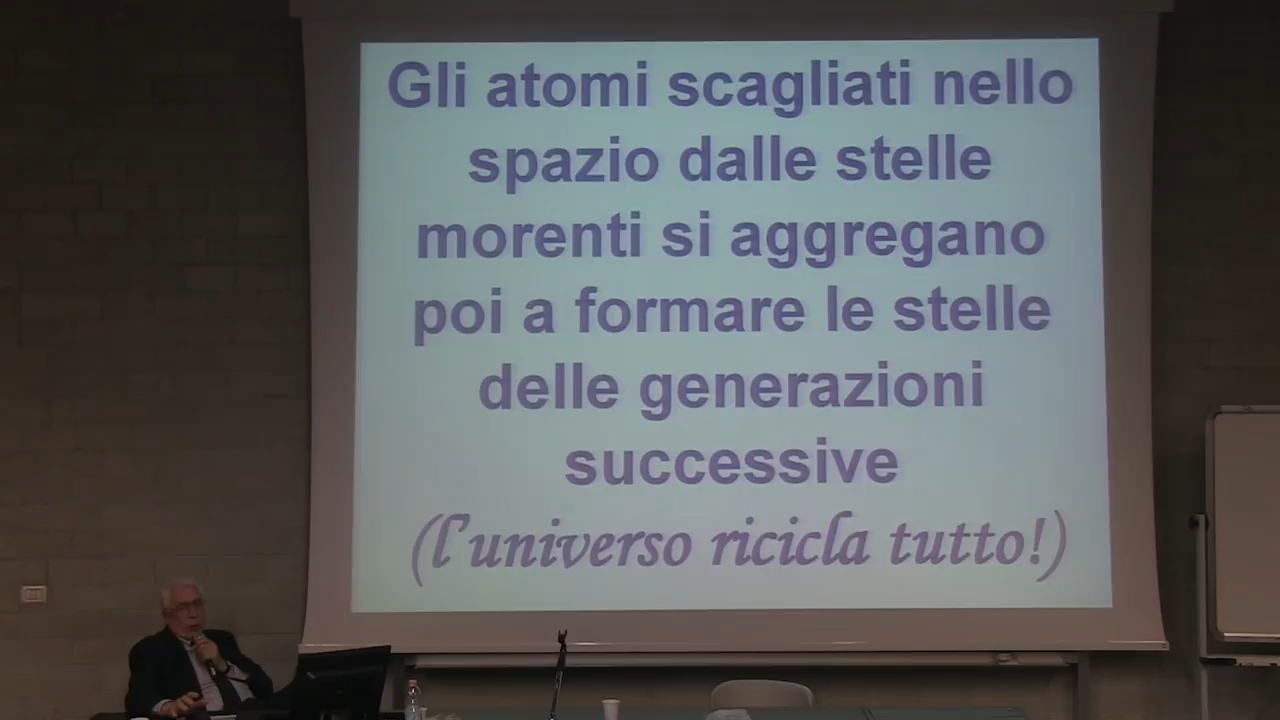 Gli atomi scagliati nello
spazio dalle stelle
morenti si aggregano
poi a formare le stelle
delle generazioni
successive
(l'universo ricicla tutto!)